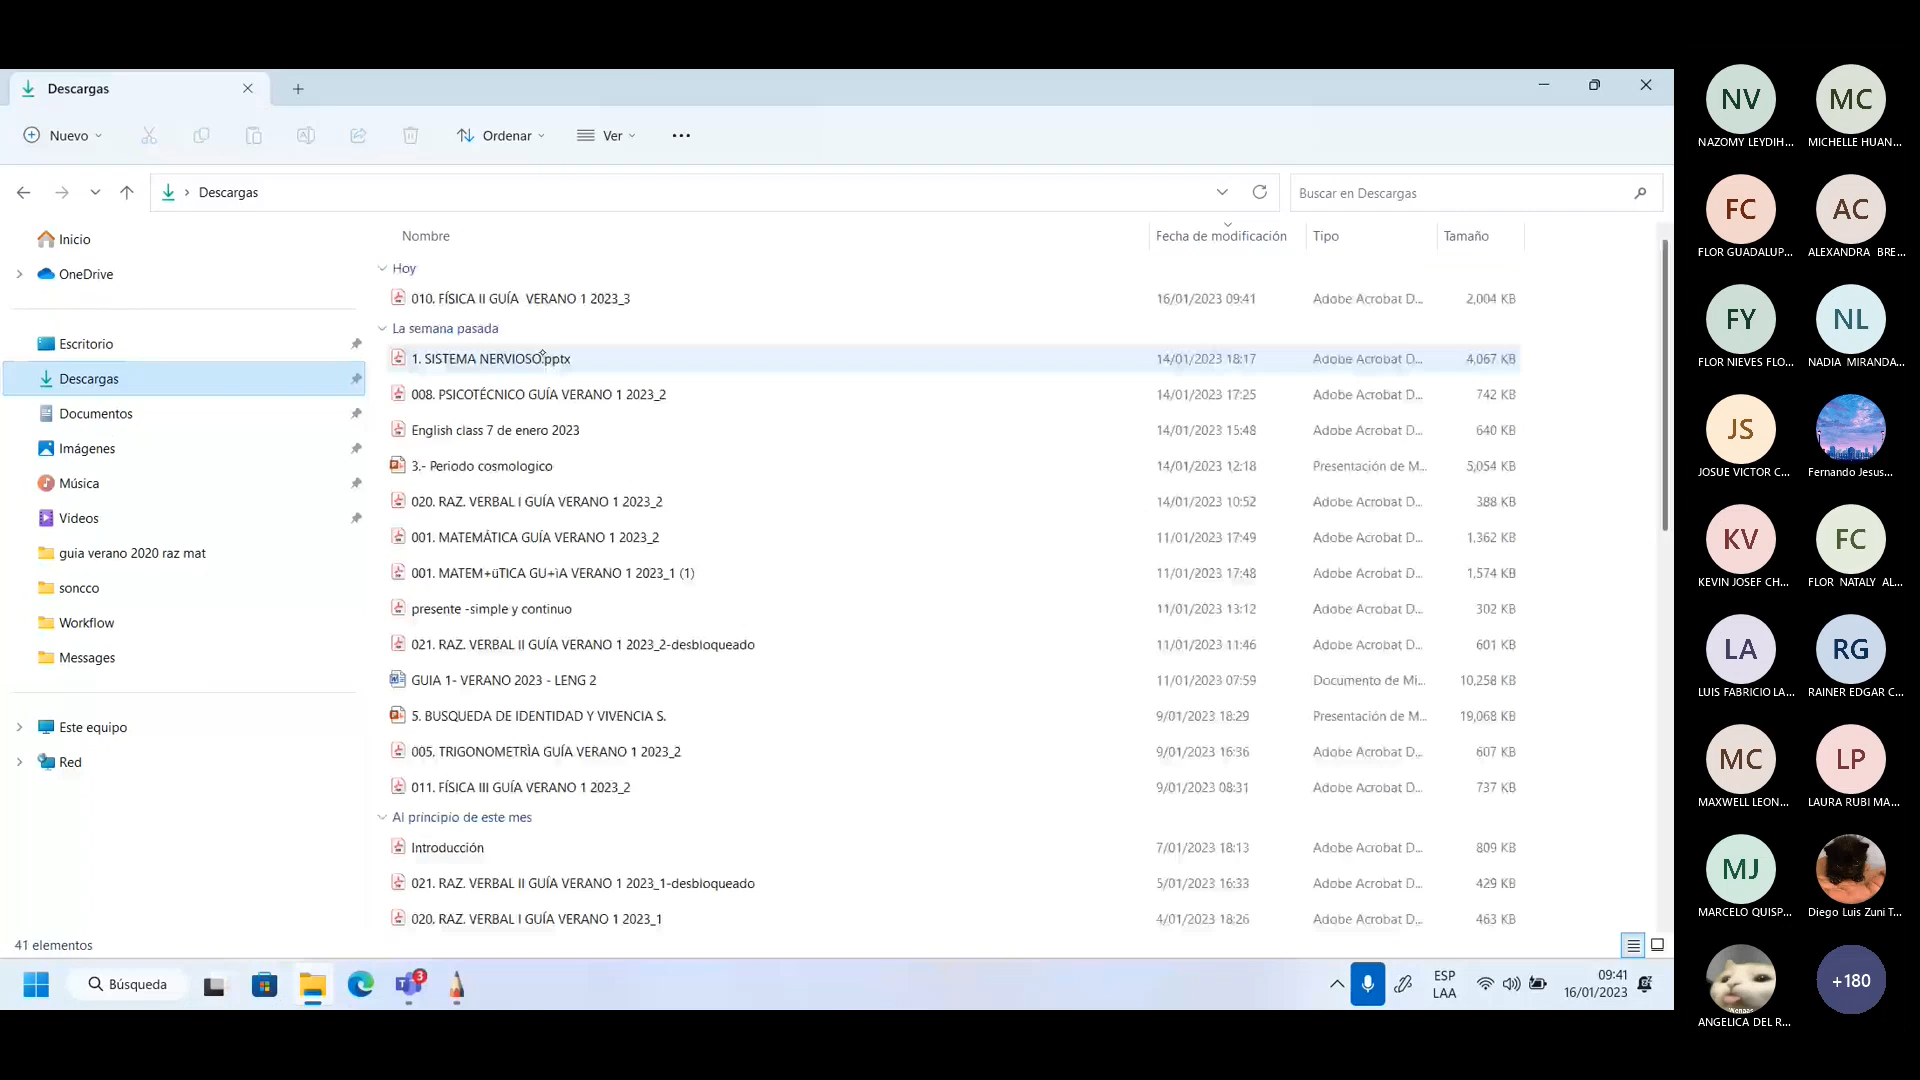 Descargas
Nuevo
Ordenar
Ver
Descargas
Buscar en Descargas
Inicio
OneDrive
Escritorio
Descargas
Documentos
Imágenes
Música
Videos
guia verano 2020 raz mat
soncco
Workflow
Messages
Este equipo
Red
Nombre Fecha de modificación Tipo Tamaño
Hoy
010. FÍSICA II GUÍA VERANO 1 2023_3 16/01/2023 09:41 Adobe Acrobat D... 2,004 KB
La semana pasada
1. SISTEMA NERVIOSO.pptx 14/01/2023 18:17 Adobe Acrobat D... 4,067 KB
008. PSICOTÉCNICO GUÍA VERANO 1 2023_2 14/01/2023 17:25 Adobe Acrobat D... 742 KB
English class 7 de enero 2023 14/01/2023 15:48 Adobe Acrobat D... 640 KB
3.- Periodo cosmologico 14/01/2023 12:18 Presentación de M... 5,054 KB
020. RAZ. VERBAL I GUÍA VERANO 1 2023_2 14/01/2023 10:52 Adobe Acrobat D... 388 KB
001. MATEMÁTICA GUÍA VERANO 1 2023_2 11/01/2023 17:49 Adobe Acrobat D... 1,362 KB
001. MATEM+üTICA GU+ìA VERANO 1 2023_1 (1) 11/01/2023 17:48 Adobe Acrobat D... 1,574 KB
presente -simple y continuo 11/01/2023 13:12 Adobe Acrobat D... 302 KB
021. RAZ. VERBAL II GUÍA VERANO 1 2023_2-desbloqueado 11/01/2023 11:46 Adobe Acrobat D... 601 KB
GUIA 1- VERANO 2023 - LENG 2 11/01/2023 07:59 Documento de Mi... 10,258 KB
5. BUSQUEDA DE IDENTIDAD Y VIVENCIA S. 9/01/2023 18:29 Presentación de M... 19,068 KB
005. TRIGONOMETRÌA GUÍA VERANO 1 2023_2 9/01/2023 16:36 Adobe Acrobat D... 607 KB
011. FÍSICA III GUÍA VERANO 1 2023_2 9/01/2023 08:31 Adobe Acrobat D... 737 KB
Al principio de este mes
Introducción 7/01/2023 18:13 Adobe Acrobat D... 809 KB
021. RAZ. VERBAL II GUÍA VERANO 1 2023_1-desbloqueado 5/01/2023 16:33 Adobe Acrobat D... 429 KB
020. RAZ. VERBAL I GUÍA VERANO 1 2023_1 4/01/2023 18:26 Adobe Acrobat D... 463 KB
41 elementos
Búsqueda
3
ESP
LAA
09:41
16/01/2023
NV MC
NAZOMY LEYDIH... MICHELLE HUAN...
FC AC
FLOR GUADALUP... ALEXANDRA BRE...
FY NL
FLOR NIEVES FLO... NADIA MIRANDA...
JS
JOSUE VICTOR C... Fernando Jesus...
KV FC
KEVIN JOSEF CH... FLOR NATALY AL...
LA RG
LUIS FABRICIO LA... RAINER EDGAR C...
MC LP
MAXWELL LEON... LAURA RUBI MA...
MJ
MARCELO QUISP... Diego Luis Zuni T...
+180
ANGELICA DEL R...